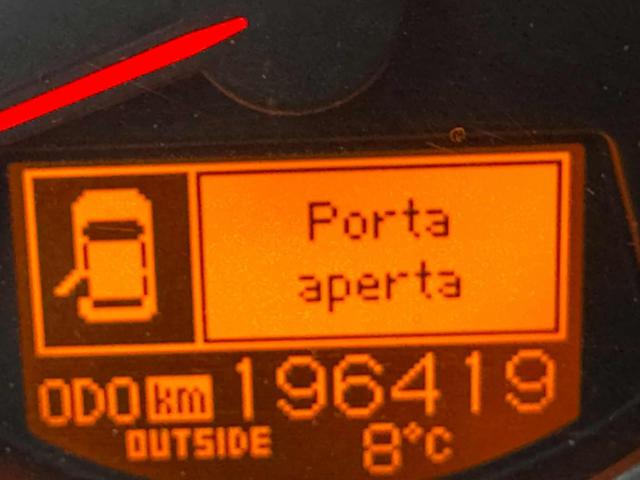 Porta
aperta
ODO km 196419
OUTSIDE 8°C